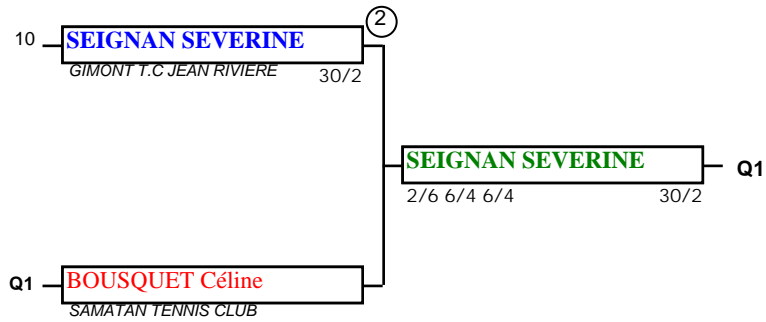 2
10 SEIGNAN SEVERINE
GIMONT T.C JEAN RIVIERE 30/2
SEIGNAN SEVERINE Q1
2/6 6/4 6/4 30/2
Q1 BOUSQUET Céline
SAMATAN TENNIS CLUB